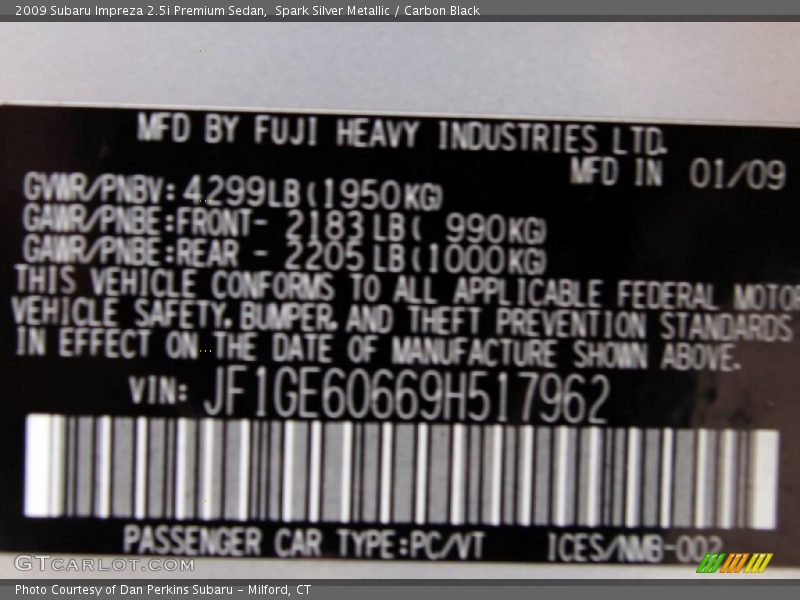 2009 Subaru Impreza 2.5i Premium Sedan,  Spark Silver Metallic / Carbon Black
MFD BY FUJI HEAVY INDUSTRIES LTD.
MFD IN 01/09
GVWR/PNBV: 4299LB (1950KG)
GAWR/PNBE:FRONT- 2183 LB ( 990KG)
GAWR/PNBE:REAR - 2205 LB (1000KG)
THIS VEHICLE CONFORMS TO ALL APPLICABLE FEDERAL MOTOR
VEHICLE SAFETY, BUMPER, AND THEFT PREVENTION STANDARDS
IN EFFECT ON THE DATE OF MANUFACTURE SHOWN ABOVE.
VIN: JF1GE60669H517962
PASSENGER CAR TYPE:PC/VT ICES/NMB-002
GTCARLOT.COM
Photo Courtesy of Dan Perkins Subaru - Milford, CT